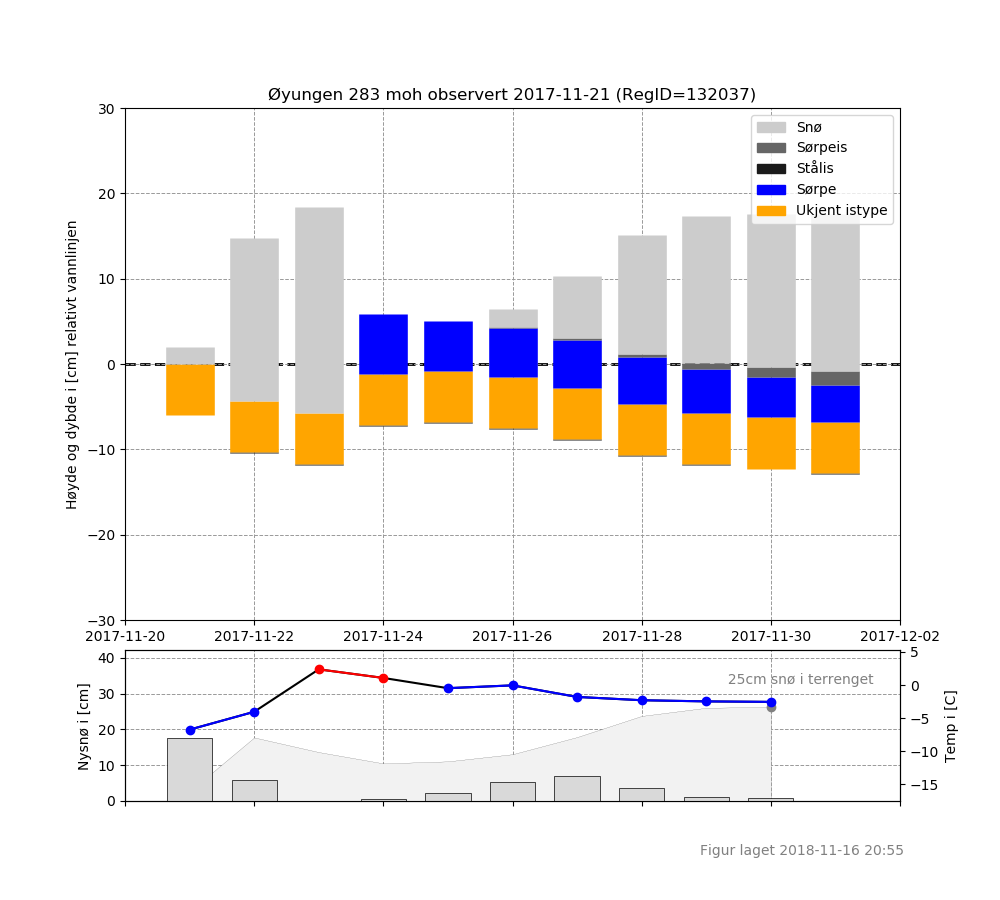 Øyungen 283 moh observert 2017-11-21 (RegID=132037)
Høyde og dybde i [cm] relativt vannlinjen
30
20
10
0
−10
−20
−30
Snø
Sørpeis
Stålis
Sørpe
Ukjent istype
2017-11-20
2017-11-22
2017-11-24
2017-11-26
2017-11-28
2017-11-30
2017-12-02
Nysnø i [cm]
40
30
20
10
0
25cm snø i terrenget
5
0
−5
−10
−15
Temp i [C]
Figur laget 2018-11-16 20:55